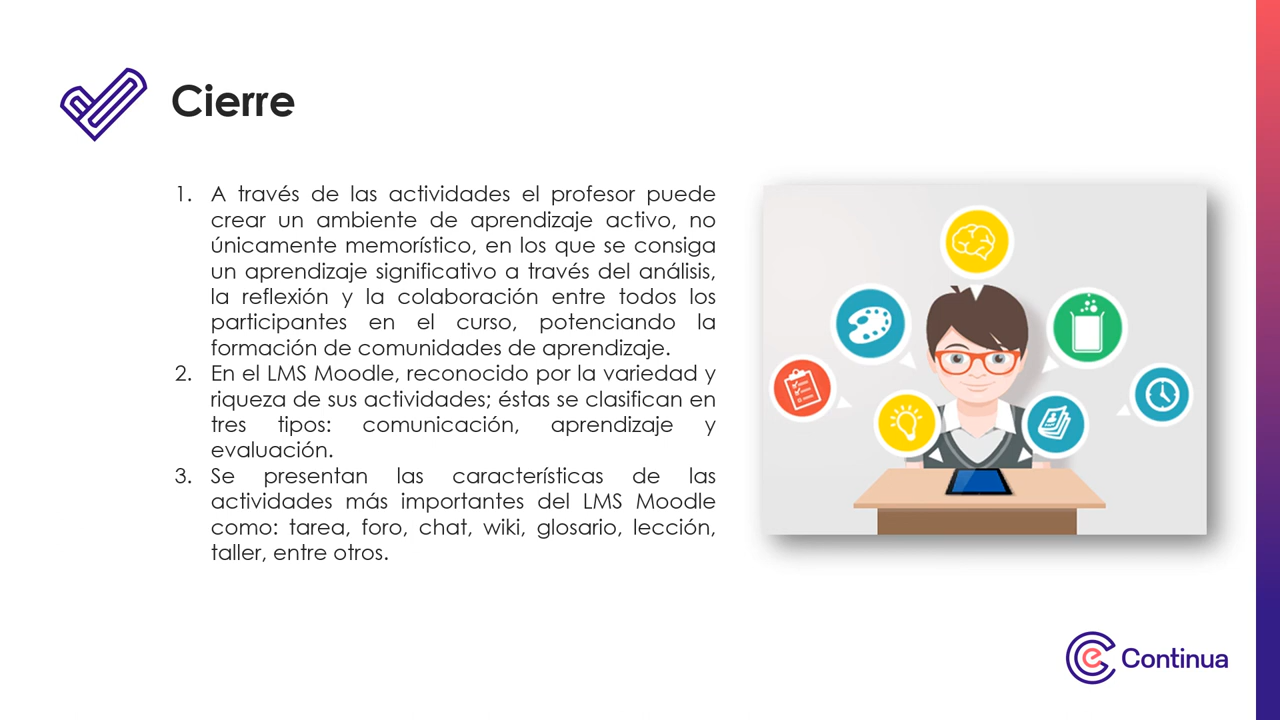 Cierre
1. A través de las actividades el profesor puede
crear un ambiente de aprendizaje activo, no
únicamente memorístico, en los que se consiga
un aprendizaje significativo a través del análisis,
la reflexión y la colaboración entre todos los
participantes en el curso, potenciando la
formación de comunidades de aprendizaje.
2. En el LMS Moodle, reconocido por la variedad y
riqueza de sus actividades; éstas se clasifican en
tres tipos: comunicación, aprendizaje y
evaluación.
3. Se presentan las características de las
actividades más importantes del LMS Moodle
como: tarea, foro, chat, wiki, glosario, lección,
taller, entre otros.
e Continua